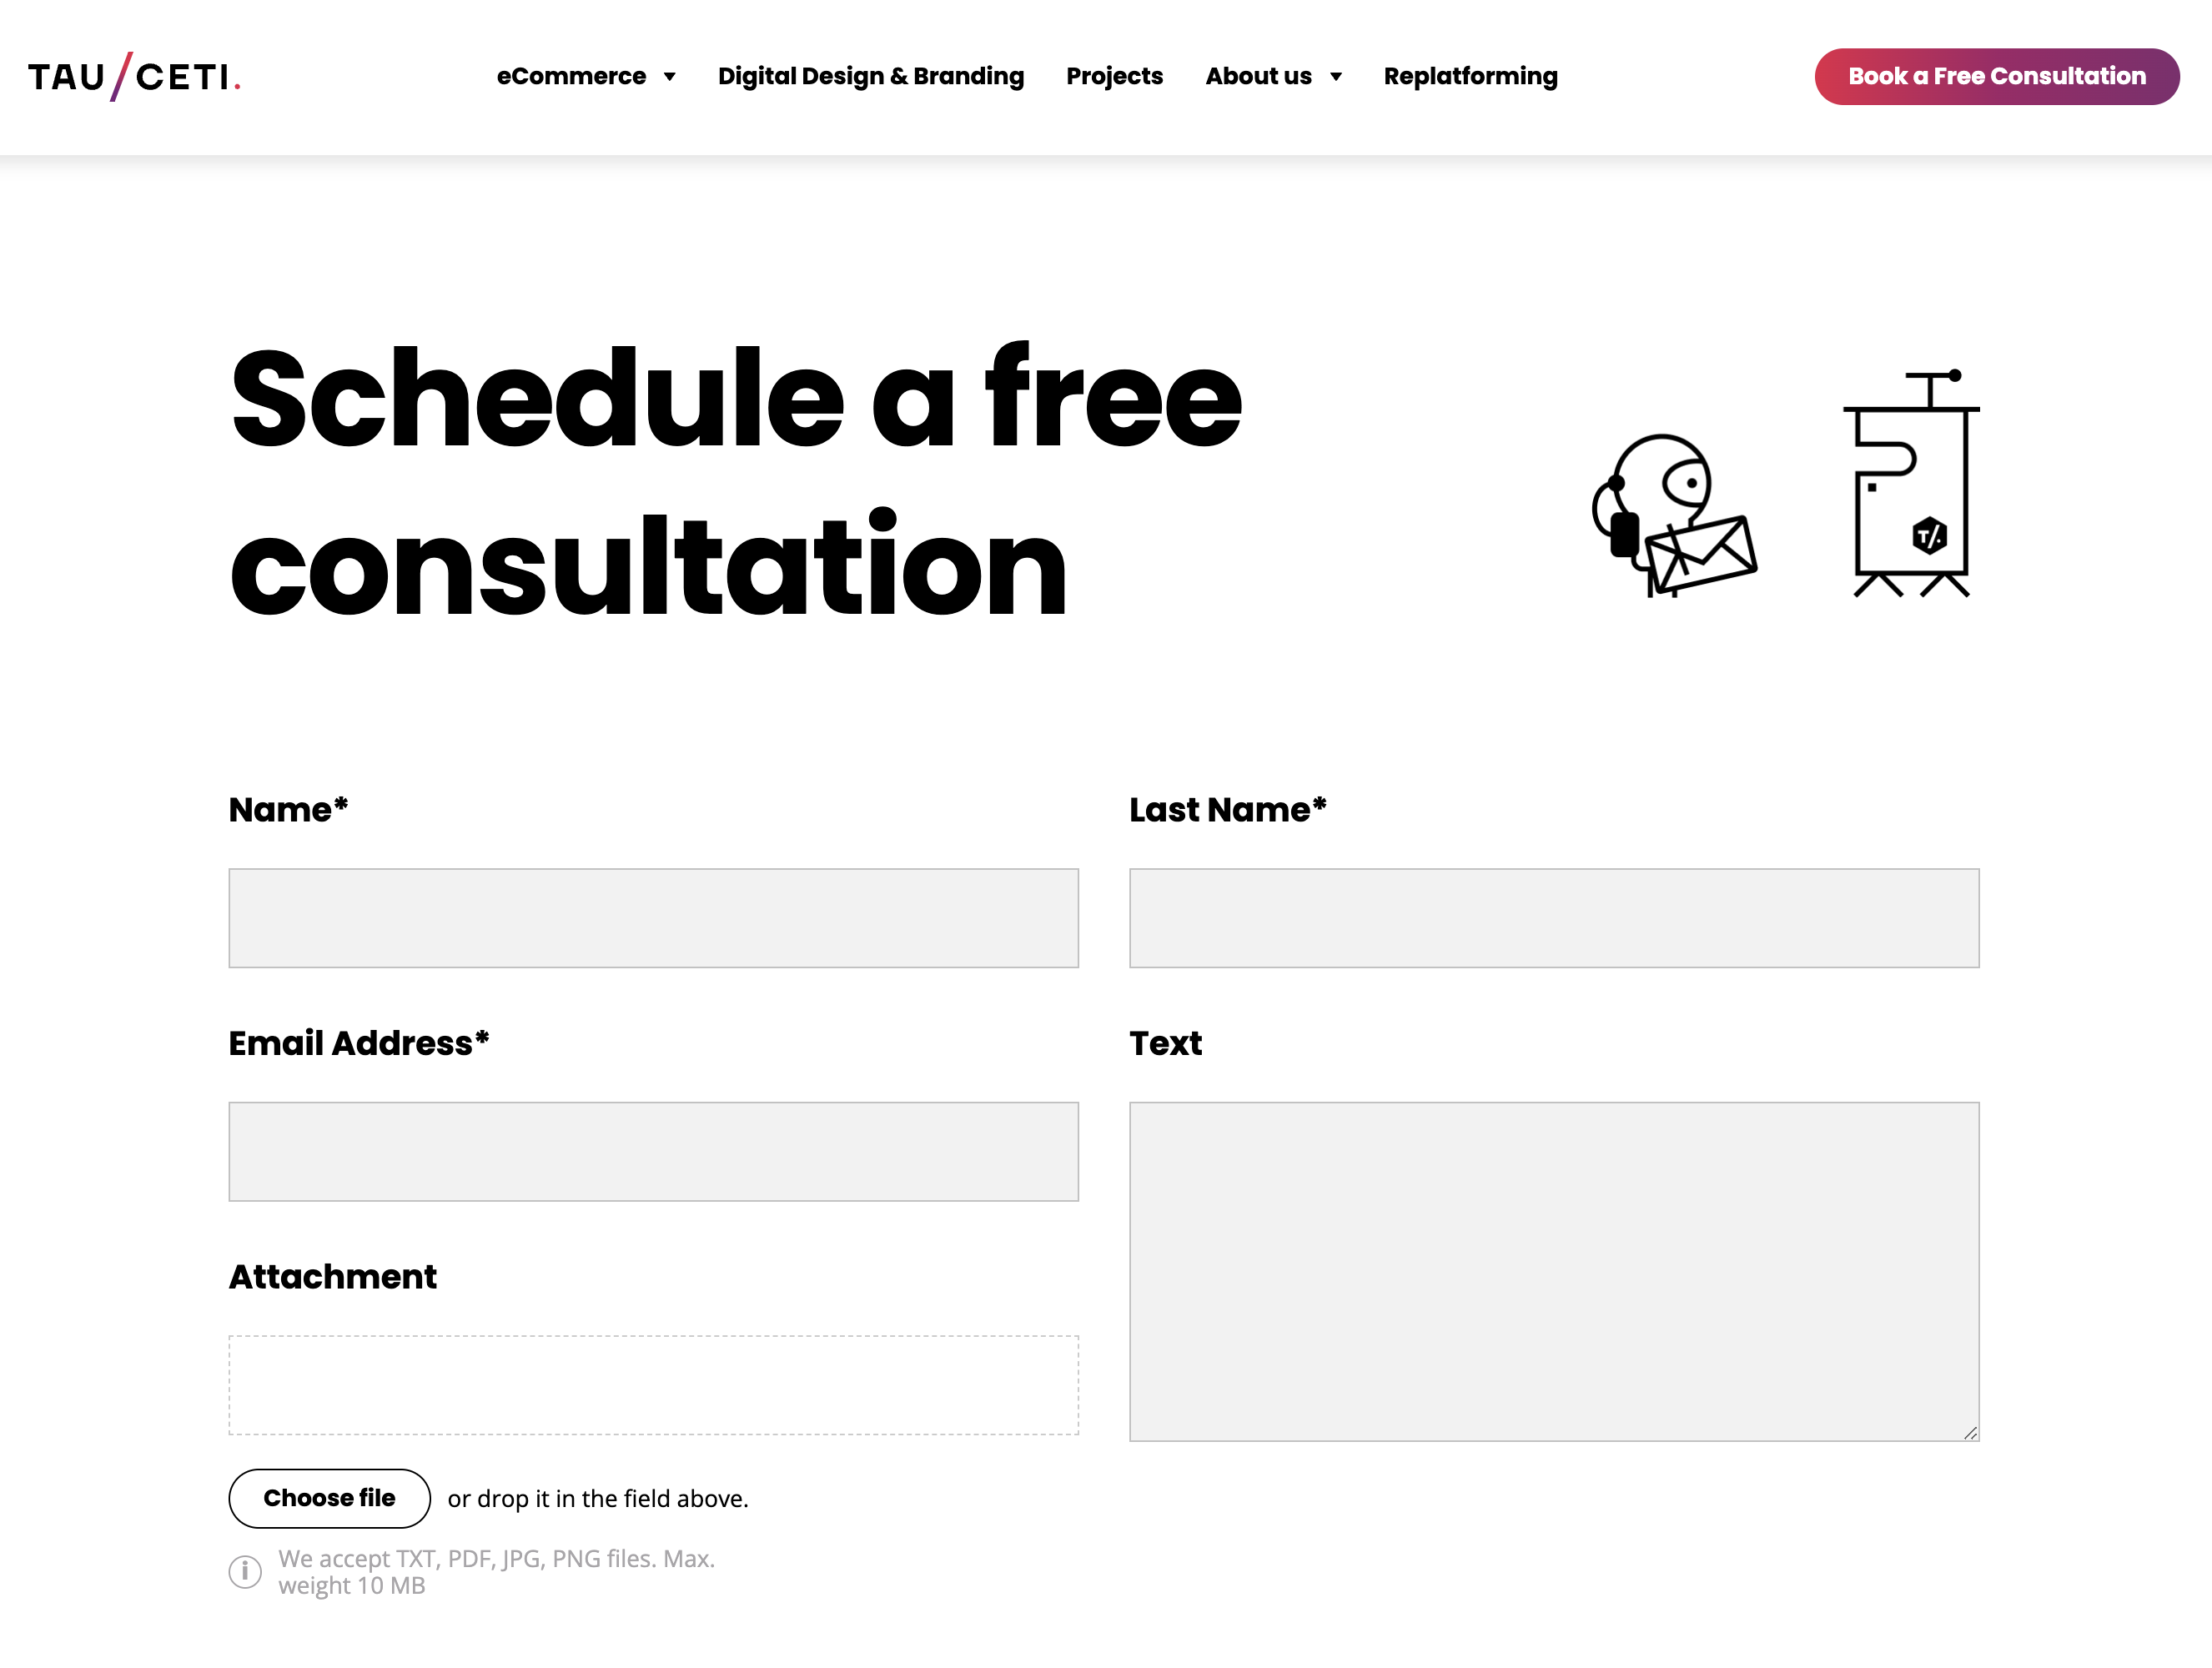 TAU/CETI.
eCommerce Digital Design & Branding Projects About us Replatforming Book a Free Consultation
Schedule a free
consultation
T/.
Name* Last Name*
Email Address* Text
Attachment
Choose file or drop it in the field above.
We accept TXT, PDF, JPG, PNG files. Max.
weight 10 MB